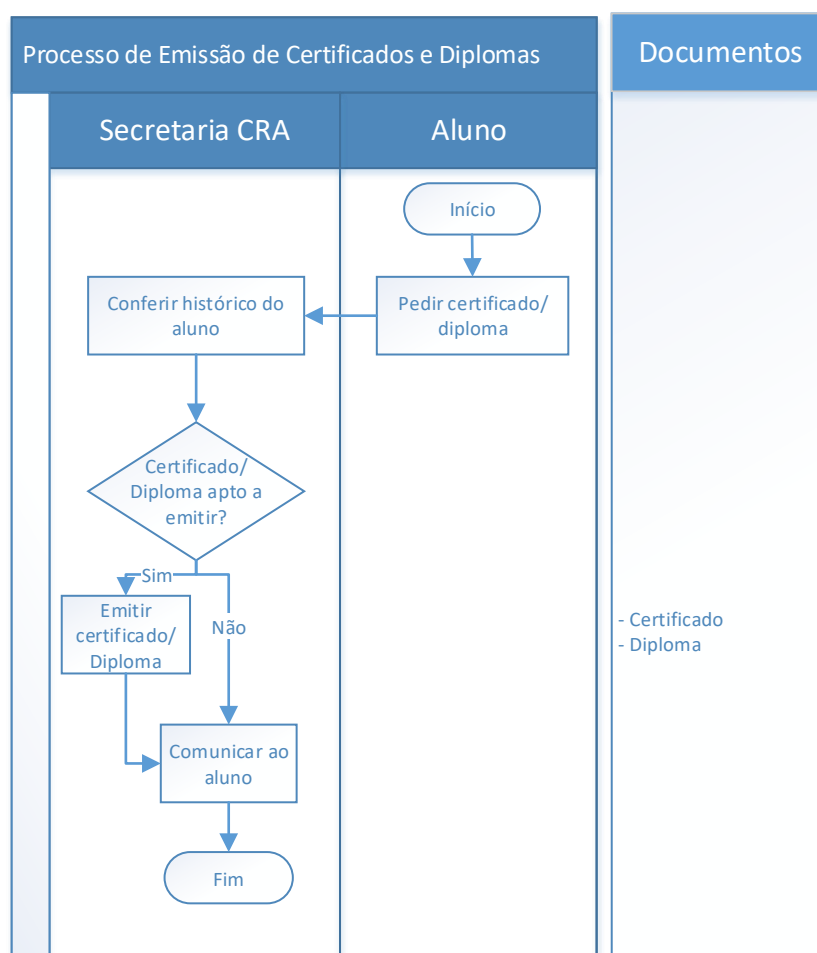 Processo de Emissão de Certificados e Diplomas
Documentos
Secretaria CRA
Aluno
Início
Pedir certificado/
diploma
Conferir histórico do
aluno
Certificado/
Diploma apto a
emitir?
Sim
Não
Emitir
certificado/
Diploma
- Certificado
- Diploma
Comunicar ao
aluno
Fim